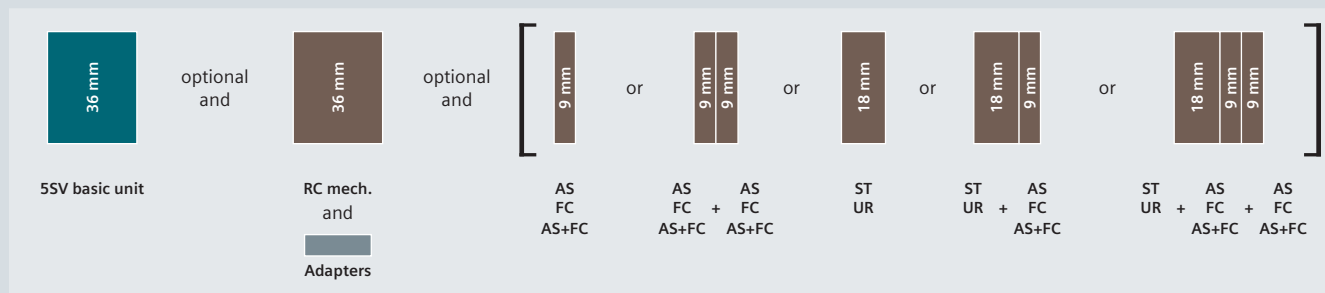 36 mm
optional
and
36 mm
optional
and
9 mm
or
9 mm
9 mm
or
18 mm
or
18 mm
9 mm
or
18 mm
9 mm
9 mm
5SV basic unit
RC mech.
and
Adapters
AS
FC
AS+FC
AS AS
FC + FC
AS+FC AS+FC
ST
UR
ST AS
UR + FC
AS+FC
ST AS AS
UR + FC + FC
AS+FC AS+FC